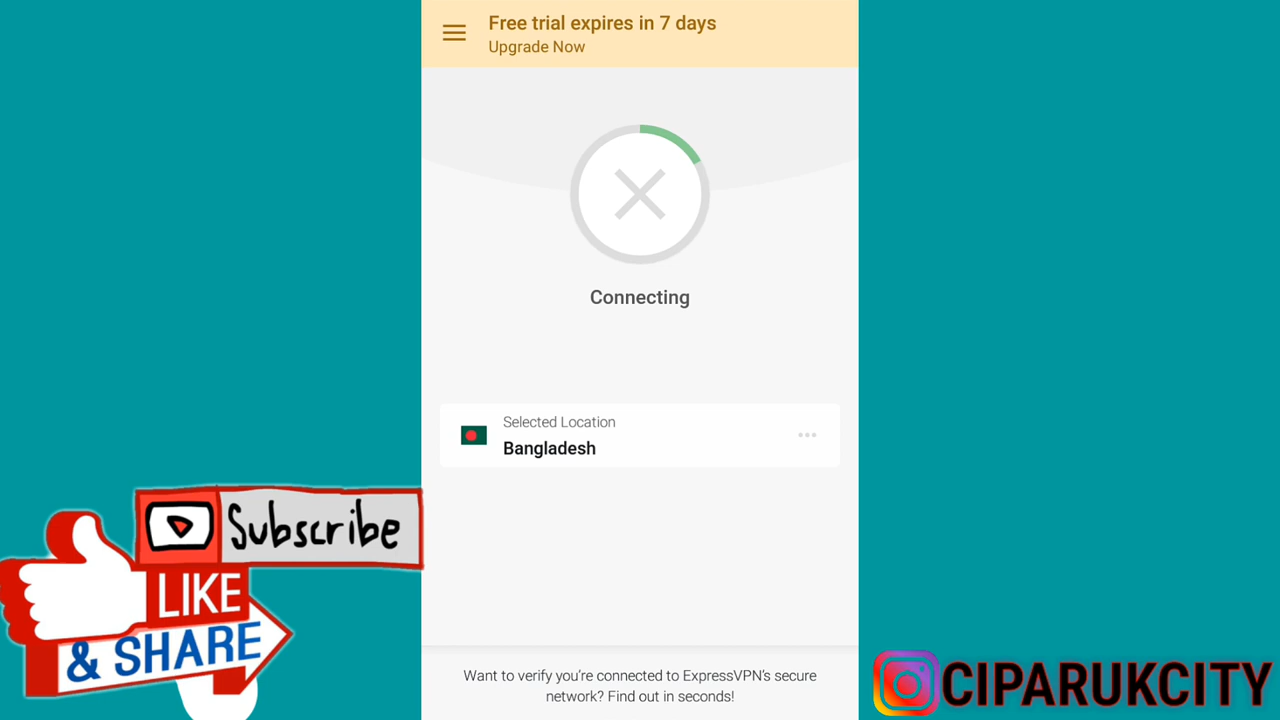 Free trial expires in 7 days
Upgrade Now
Connecting
Selected Location
Bangladesh
Subscribe
LIKE
& SHARE
Want to verify you're connected to ExpressVPN's secure
network? Find out in seconds!
CIPARUKCITY